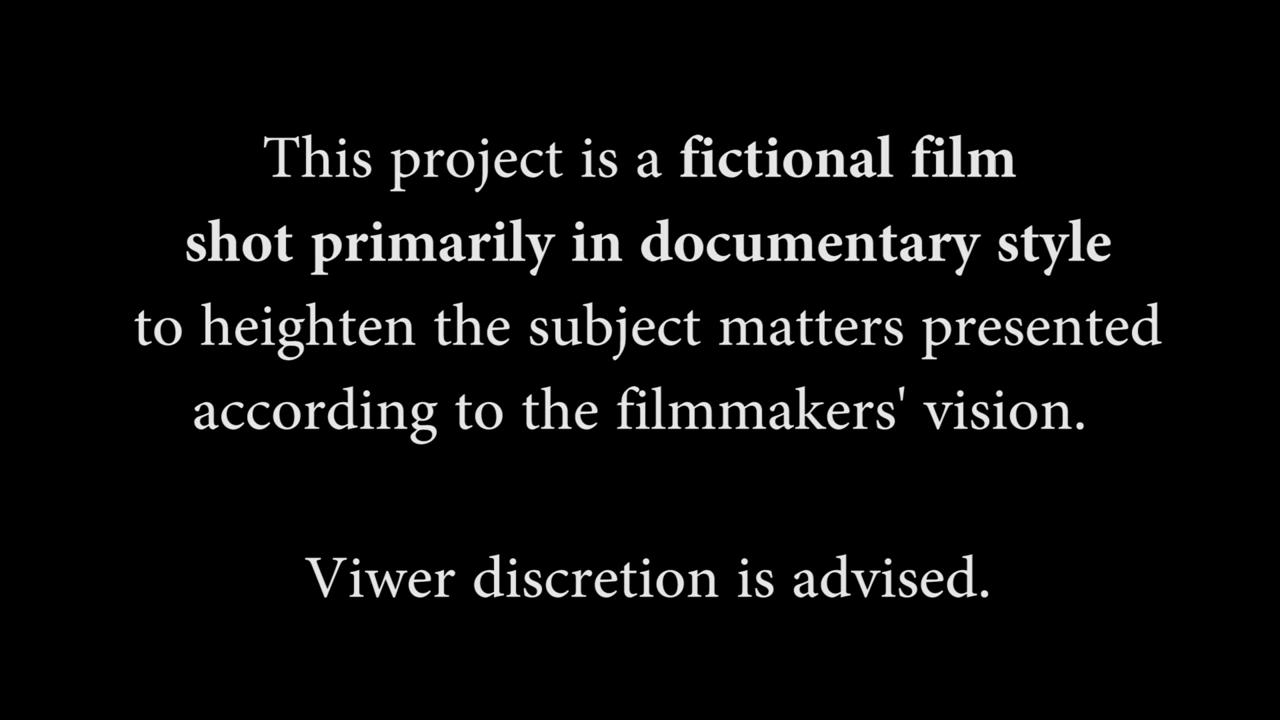 This project is a fictional film
shot primarily in documentary style
to heighten the subject matters presented
according to the filmmakers' vision.
Viwer discretion is advised.